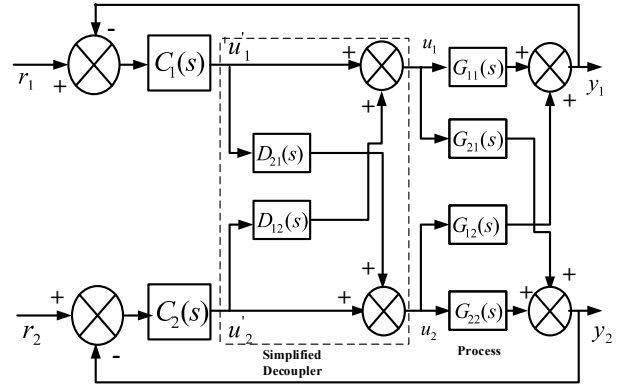 -
+
r₁
+
C₁(s)
u'₁
+
+
u₁
G₁₁(s)
+
+
y₁
D₂₁(s)
G₂₁(s)
D₁₂(s)
G₁₂(s)
+
r₂
-
C₂(s)
u'₂
+
+
u₂
G₂₂(s)
+
+
y₂
Simplified
Decoupler
Process